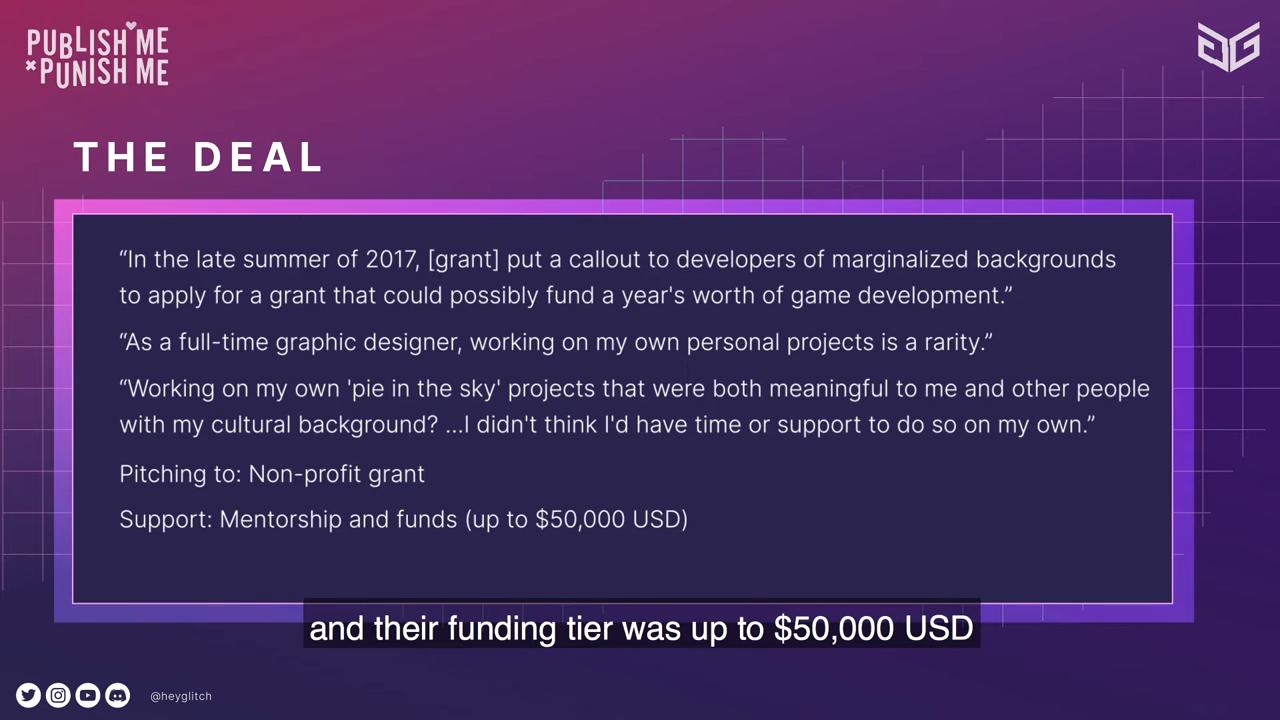 PUBLISH ME
PUNISH ME
THE DEAL
“In the late summer of 2017, [grant] put a callout to developers of marginalized backgrounds
to apply for a grant that could possibly fund a year's worth of game development.”
“As a full-time graphic designer, working on my own personal projects is a rarity.”
“Working on my own 'pie in the sky' projects that were both meaningful to me and other people
with my cultural background? ...I didn't think I'd have time or support to do so on my own.”
Pitching to: Non-profit grant
Support: Mentorship and funds (up to $50,000 USD)
and their funding tier was up to $50,000 USD
@heyglitch